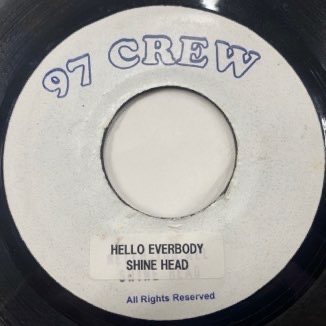 97 CREW
HELLO EVERBODY
SHINE HEAD
All Rights Reserved